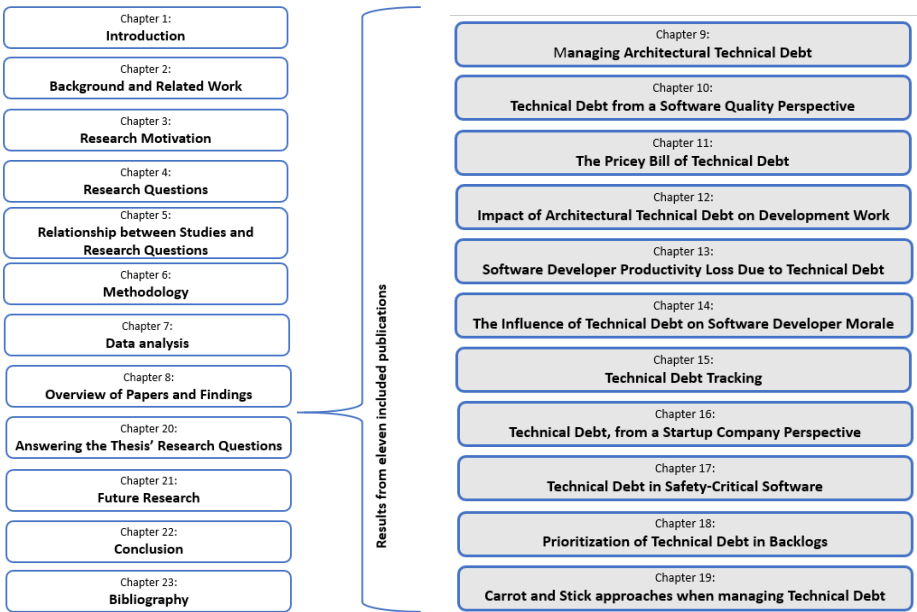 Chapter 1:
Introduction
Chapter 2:
Background and Related Work
Chapter 3:
Research Motivation
Chapter 4:
Research Questions
Chapter 5:
Relationship between Studies and
Research Questions
Chapter 6:
Methodology
Chapter 7:
Data analysis
Chapter 8:
Overview of Papers and Findings
Chapter 20:
Answering the Thesis’ Research Questions
Chapter 21:
Future Research
Chapter 22:
Conclusion
Chapter 23:
Bibliography
Results from eleven included publications
Chapter 9:
Managing Architectural Technical Debt
Chapter 10:
Technical Debt from a Software Quality Perspective
Chapter 11:
The Pricey Bill of Technical Debt
Chapter 12:
Impact of Architectural Technical Debt on Development Work
Chapter 13:
Software Developer Productivity Loss Due to Technical Debt
Chapter 14:
The Influence of Technical Debt on Software Developer Morale
Chapter 15:
Technical Debt Tracking
Chapter 16:
Technical Debt, from a Startup Company Perspective
Chapter 17:
Technical Debt in Safety-Critical Software
Chapter 18:
Prioritization of Technical Debt in Backlogs
Chapter 19:
Carrot and Stick approaches when managing Technical Debt